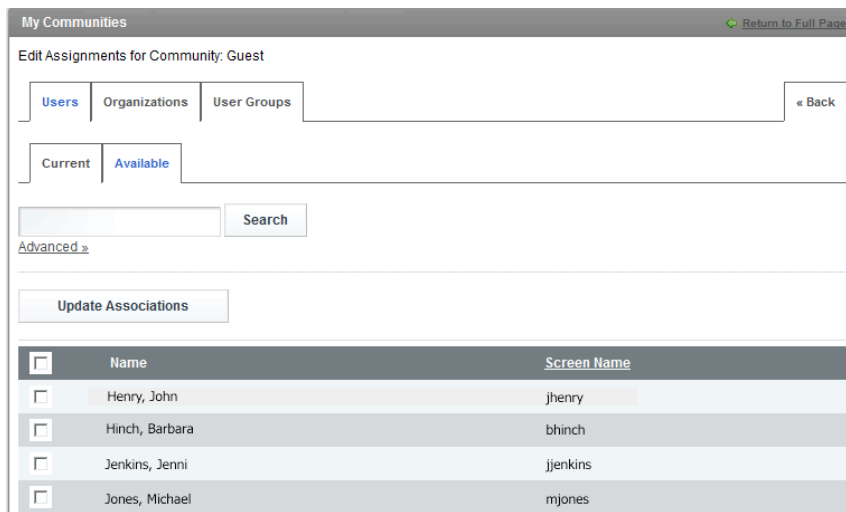 My Communities Return to Full Page
Edit Assignments for Community: Guest
Users Organizations User Groups « Back
Current Available
Search
Advanced »
Update Associations
Name Screen Name
Henry, John jhenry
Hinch, Barbara bhinch
Jenkins, Jenni jjenkins
Jones, Michael mjones